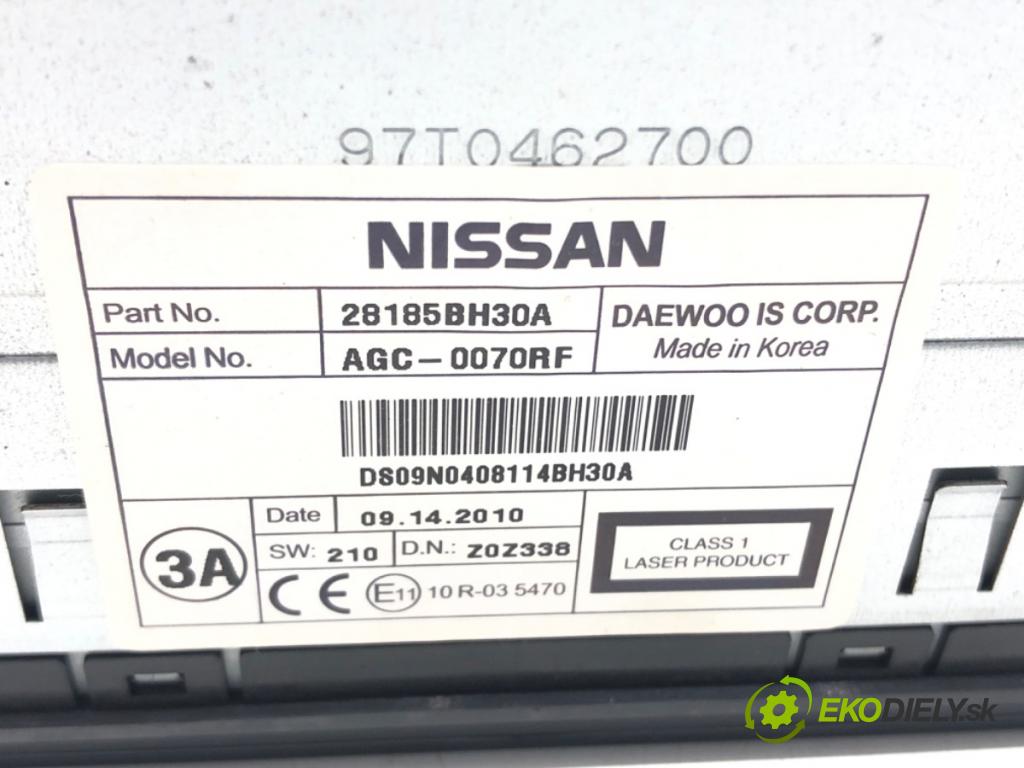 97T0462700
NISSAN
Part No. 28185BH30A
DAEWOO IS CORP.
Model No. AGC-0070RF
Made in Korea
DS09N0408114BH30A
3A
Date 09.14.2010
SW: 210 D.N.: Z0Z338
CE E11 10 R-03 5470
CLASS 1
LASER PRODUCT
EKODIELY.sk